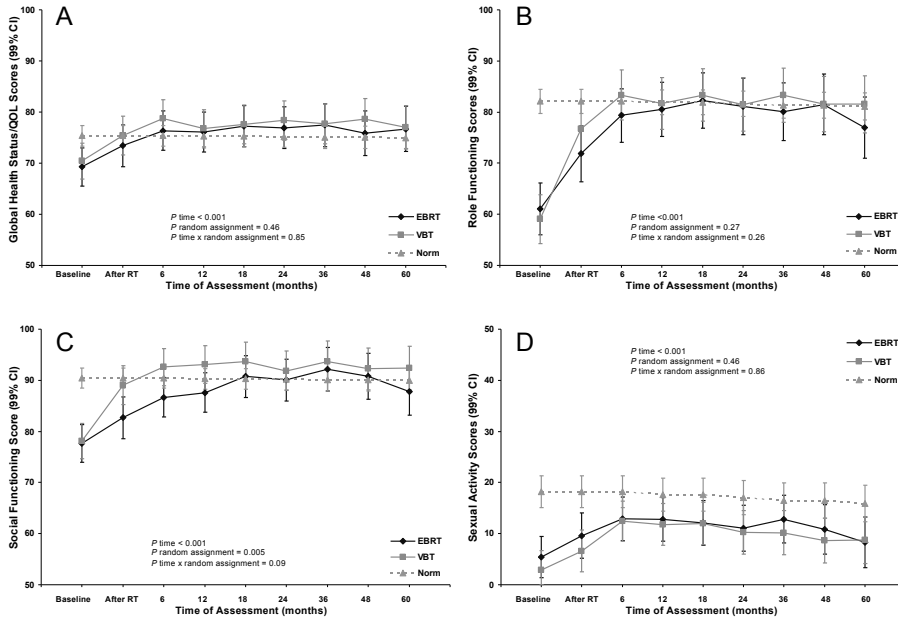 A
Global Health Status/QOL Scores (99% CI)
100
90
80
70
60
50
P time < 0.001
P random assignment = 0.46
P time x random assignment = 0.85
EBRT
VBT
Norm
Baseline After RT 6 12 18 24 36 48 60
Time of Assessment (months)
B
Role Functioning Scores (99% CI)
100
90
80
70
60
50
P time <0.001
P random assignment = 0.27
P time x random assignment = 0.26
EBRT
VBT
Norm
Baseline After RT 6 12 18 24 36 48 60
Time of Assessment (months)
C
Social Functioning Score (99% CI)
100
90
80
70
60
50
P time < 0.001
P random assignment = 0.005
P time x random assignment = 0.09
EBRT
VBT
Norm
Baseline After RT 6 12 18 24 36 48 60
Time of Assessment (months)
D
Sexual Activity Scores (99% CI)
50
40
30
20
10
0
P time < 0.001
P random assignment = 0.46
P time x random assignment = 0.86
EBRT
VBT
Norm
Baseline After RT 6 12 18 24 36 48 60
Time of Assessment (months)